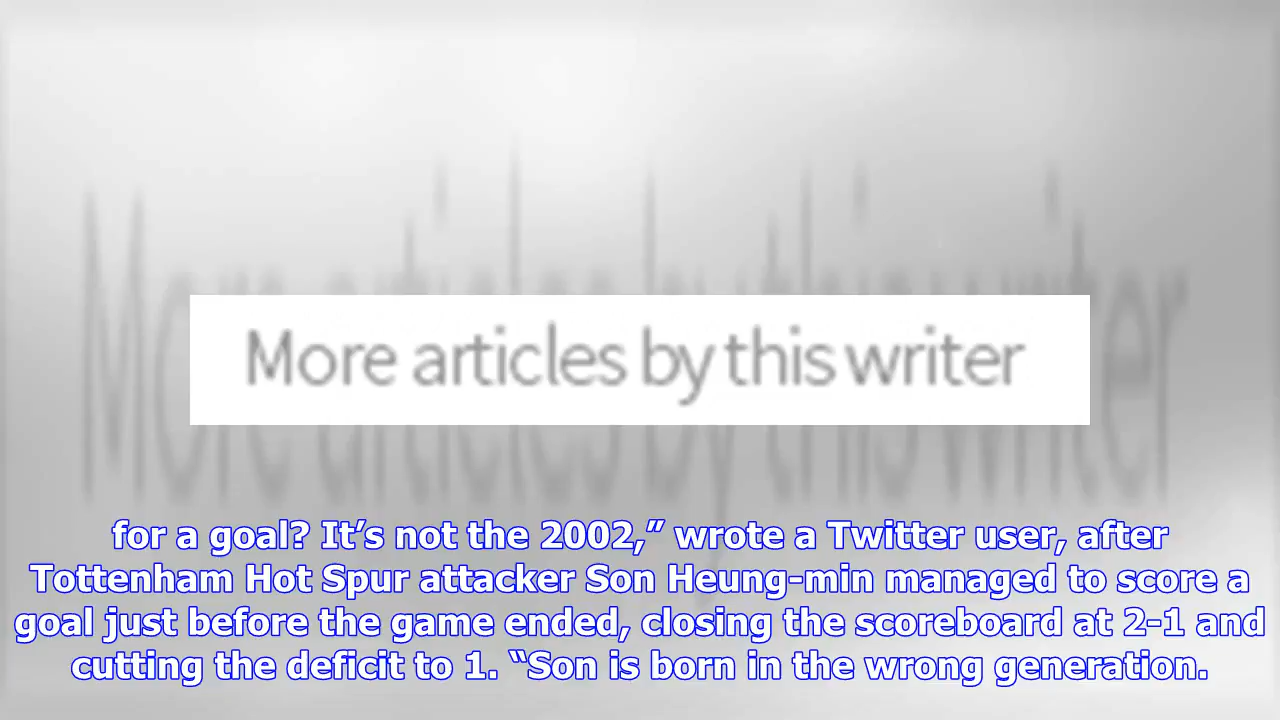 More articles by this writer
for a goal? It’s not the 2002,” wrote a Twitter user, after
Tottenham Hot Spur attacker Son Heung-min managed to score a
goal just before the game ended, closing the scoreboard at 2-1 and
cutting the deficit to 1. “Son is born in the wrong generation.